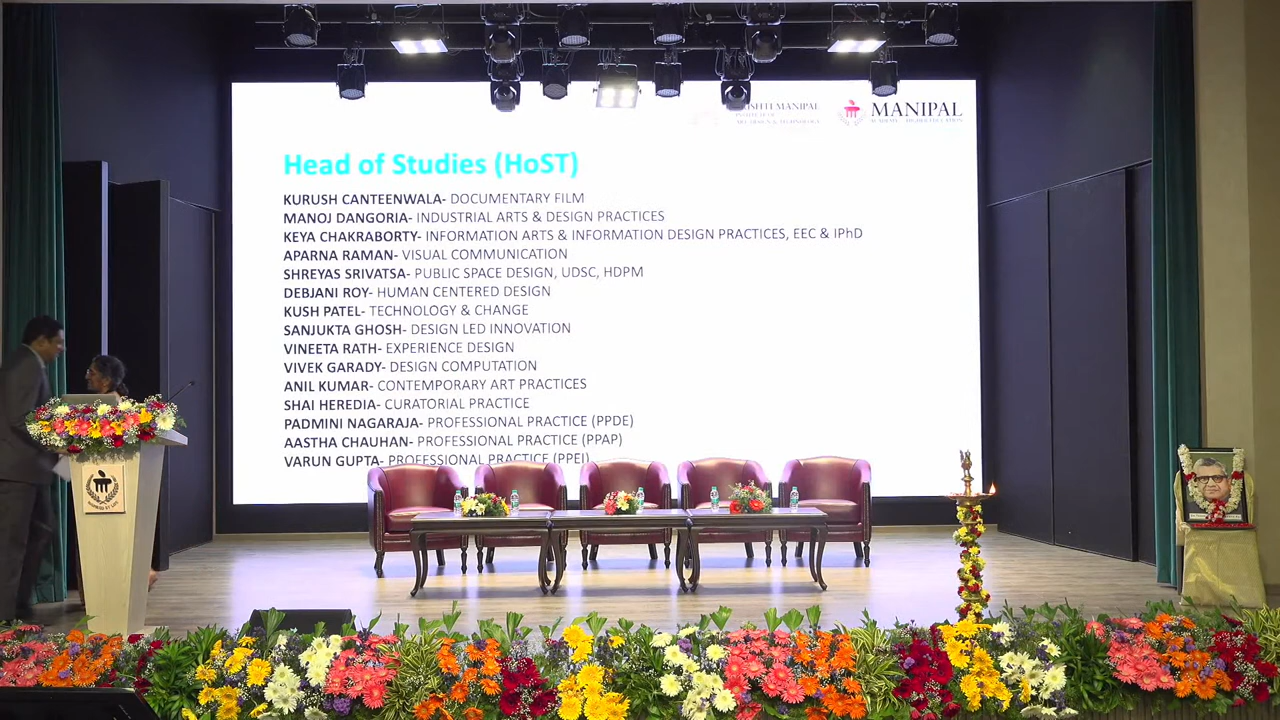 MANIPAL
Head of Studies (HoST)
KURUSH CANTEENWALA- DOCUMENTARY FILM
MANOJ DANGORIA- INDUSTRIAL ARTS & DESIGN PRACTICES
KEYA CHAKRABORTY- INFORMATION ARTS & INFORMATION DESIGN PRACTICES, EEC & IPhD
APARNA RAMAN- VISUAL COMMUNICATION
SHREYAS SRIVATSA- PUBLIC SPACE DESIGN, UDSC, HDPM
DEBJANI ROY- HUMAN CENTERED DESIGN
KUSH PATEL- TECHNOLOGY & CHANGE
SANJUKTA GHOSH- DESIGN LED INNOVATION
VINEETA RATH- EXPERIENCE DESIGN
VIVEK GARADY- DESIGN COMPUTATION
ANIL KUMAR- CONTEMPORARY ART PRACTICES
SHAI HEREDIA- CURATORIAL PRACTICE
PADMINI NAGARAJA- PROFESSIONAL PRACTICE (PPDE)
AASTHA CHAUHAN- PROFESSIONAL PRACTICE (PPAP)
VARUN GUPTA- PROFESSIONAL PRACTICE (PPEI)